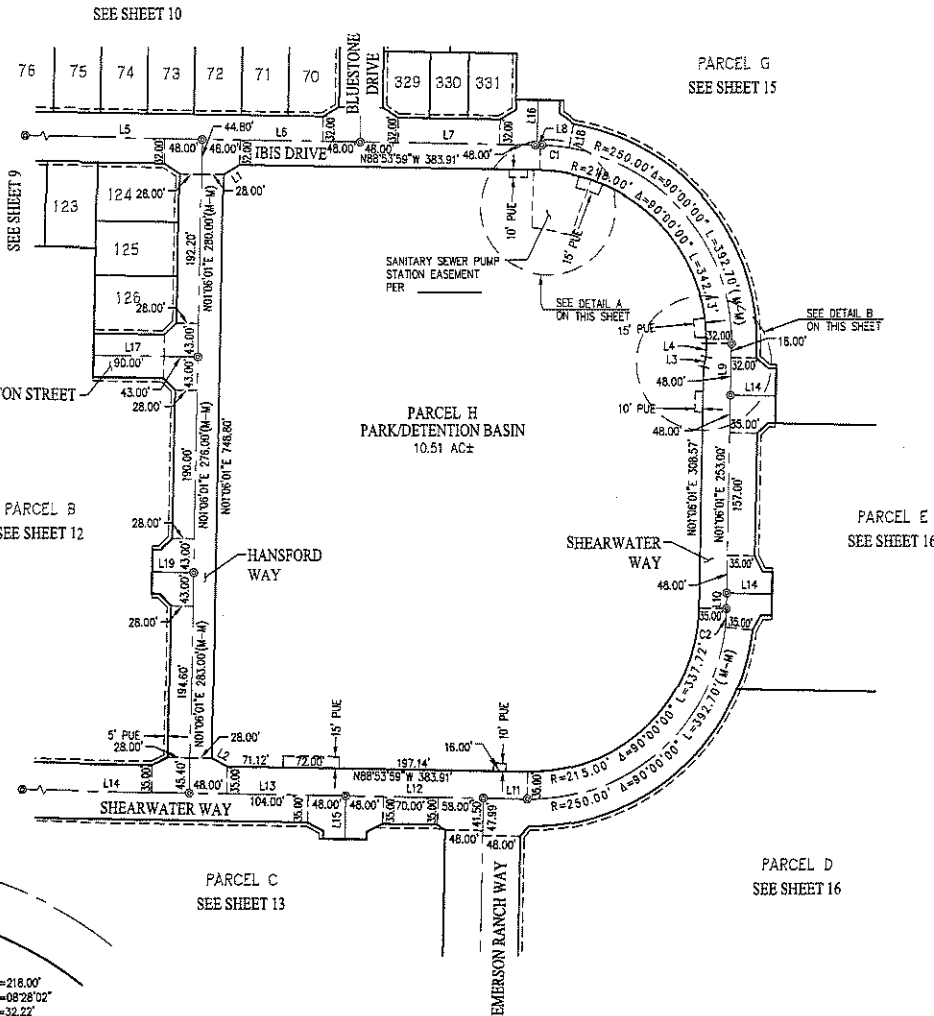 SEE SHEET 10
76 75 74 73 72 71 70
BLUESTONE
DRIVE
329 330 331
PARCEL G
SEE SHEET 15
L5
44.80'
L6
32.00'
32.00'
32.00'
L7
32.00'
L16
L8
L18
48.00' 48.00'
IBIS DRIVE
48.00' 48.00'
48.00'
C1
N88°53'59"W 383.91'
R=250.00' Δ=90°00'00" L=392.70'(M-M)
R=218.00' Δ=90°00'00" L=342.43'
SEE SHEET 9
123
124
125
126
28.00'
L1
28.00'
192.20'
N01°06'01"E 280.00'(M-M)
10' PUE
15' PUE
SANITARY SEWER PUMP
STATION EASEMENT
PER
SEE DETAIL A
ON THIS SHEET
SEE DETAIL B
ON THIS SHEET
28.00'
43.00'
L17
90.00'
43.00'
43.00'
TON STREET
28.00'
15' PUE
32.00'
16.00'
L4
L3
L9
32.00'
48.00'
L14
10' PUE
48.00'
35.00'
PARCEL H
PARK/DETENTION BASIN
10.51 AC±
190.00'
N01°06'01"E 276.00'(M-M)
N01°06'01"E 748.80'
N01°06'01"E 308.57'
N01°06'01"E 253.00'
157.00'
PARCEL B
SEE SHEET 12
PARCEL E
SEE SHEET 16
28.00'
43.00'
L19
43.00'
28.00'
HANSFORD
WAY
SHEARWATER
WAY
35.00'
48.00'
L14
L10
35.00'
35.00'
C2
194.60'
N01°06'01"E 283.00'(M-M)
R=215.00' Δ=90°00'00" L=337.72'
R=250.00' Δ=90°00'00" L=392.70'(M-M)
5' PUE
28.00'
28.00'
L2
71.12'
72.00'
15' PUE
197.14'
16.00'
10' PUE
N88°53'59"W 383.91'
L14
35.00'
45.40'
48.00'
35.00'
L13
104.00'
L12
L11
35.00'
SHEARWATER WAY
35.00'
48.00' 48.00'
L15
35.00'
70.00'
35.00'
58.00'
41.50'
47.99'
48.00' 48.00'
PARCEL C
SEE SHEET 13
PARCEL D
SEE SHEET 16
EMERSON RANCH WAY
=218.00'
=08°28'02"
=32.22'